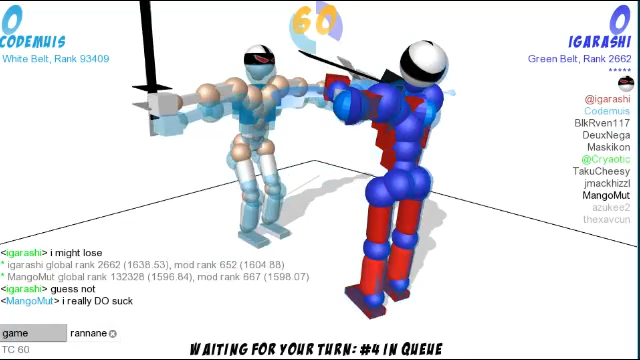 0
60
0
CODEMUIS
IGARASHI
White Belt, Rank 93409
Green Belt, Rank 2662
*****
@igarashi
Codemuis
BlkRven117
DeuxNega
Maskikon
@Cryaotic
TakuCheesy
jmackhizzl
MangoMut
azukee2
thexavcun
<igarashi> i might lose
* igarashi global rank 2662 (1638.53), mod rank 652 (1604.88)
* MangoMut global rank 132328 (1596.84), mod rank 667 (1598.07)
<igarashi> guess not
<MangoMut> i really DO suck
game rannane
TC 60
WAITING FOR YOUR TURN: #4 IN QUEUE